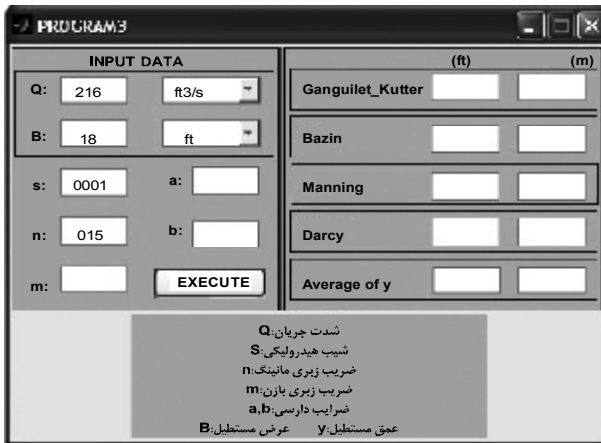 PROGRAM3
INPUT DATA
Q: 216 ft3/s
B: 18 ft
s: 0001 a:
n: 015 b:
m: EXECUTE
(ft) (m)
Ganguilet_Kutter
Bazin
Manning
Darcy
Average of y
شدت جریان:Q
شیب هیدرولیکی:S
ضریب زبری مانینگ:n
ضریب زبری بازن:m
ضرایب دارسی:a,b
عمق مستطیل:y عرض مستطیل:B